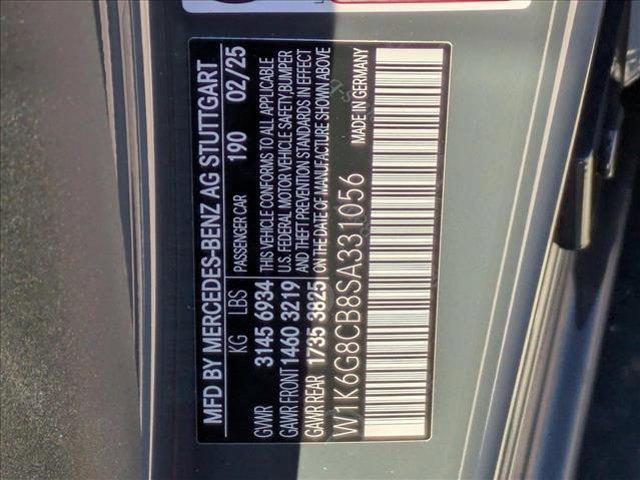 MFD BY MERCEDES-BENZ AG STUTTGART
KG LBS PASSENGER CAR 190 02/25
GVWR 3145 6934 THIS VEHICLE CONFORMS TO ALL APPLICABLE
GAWR FRONT 1460 3219 U.S. FEDERAL MOTOR VEHICLE SAFETY, BUMPER
AND THEFT PREVENTION STANDARDS IN EFFECT
GAWR REAR 1735 3825 ON THE DATE OF MANUFACTURE SHOWN ABOVE
W1K6G8CB8SA331056 MADE IN GERMANY